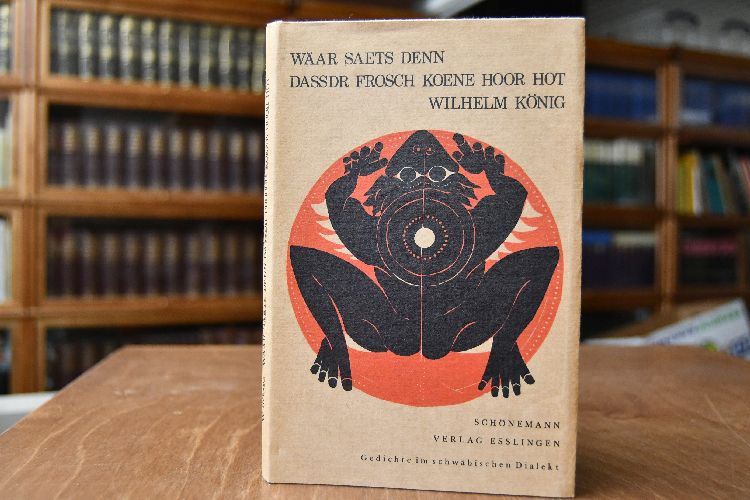 WÄAR SAETS DENN
DASSDR FROSCH KOENE HOOR HOT
WILHELM KÖNIG
SCHÖNEMANN
VERLAG ESSLINGEN
Gedichte im schwäbischen Dialekt